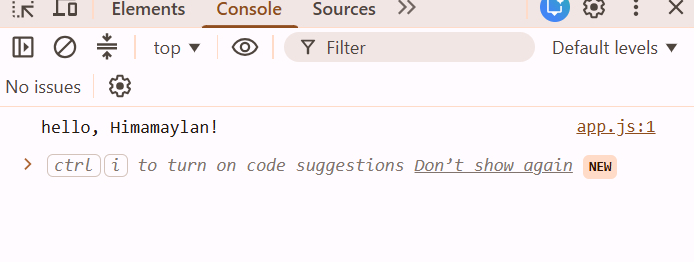 Elements Console Sources
top Filter Default levels
No issues
hello, Himamaylan! app.js:1
ctrl i to turn on code suggestions Don’t show again NEW